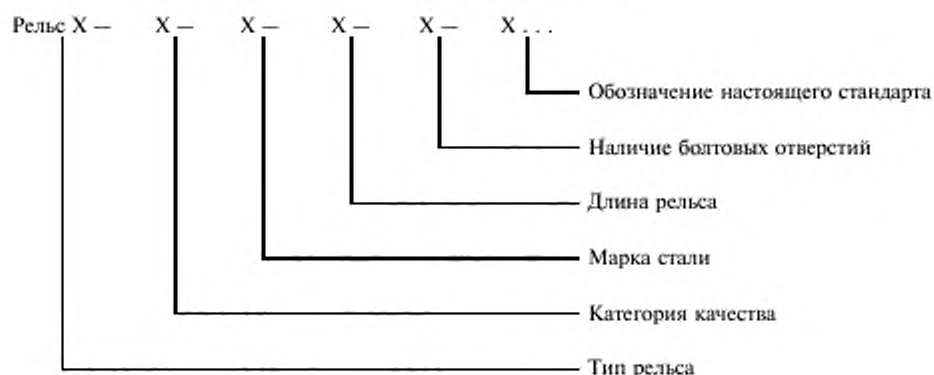 Рельс X — X — X — X — X — X . . .
Обозначение настоящего стандарта
Наличие болтовых отверстий
Длина рельса
Марка стали
Категория качества
Тип рельса